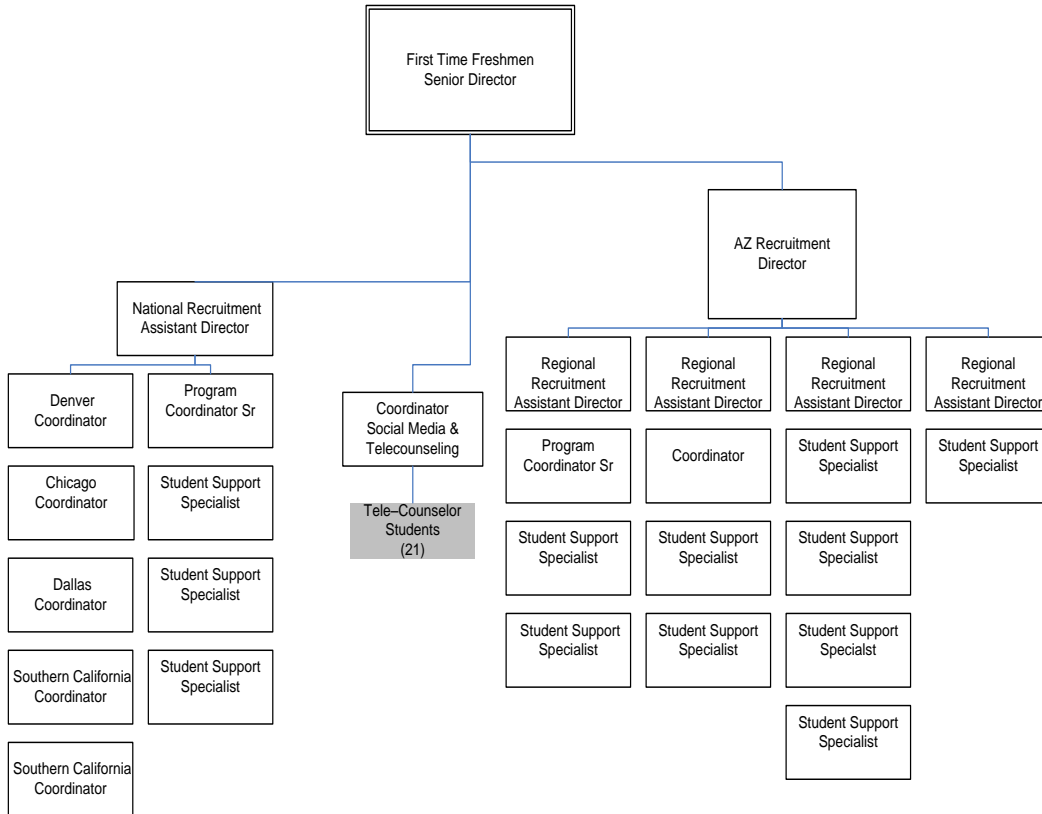 First Time Freshmen
Senior Director
AZ Recruitment
Director
National Recruitment
Assistant Director
Denver
Coordinator
Program
Coordinator Sr
Chicago
Coordinator
Student Support
Specialist
Dallas
Coordinator
Student Support
Specialist
Southern California
Coordinator
Student Support
Specialist
Southern California
Coordinator
Coordinator
Social Media &
Telecounseling
Tele–Counselor
Students
(21)
Regional
Recruitment
Assistant Director
Program
Coordinator Sr
Student Support
Specialist
Student Support
Specialist
Regional
Recruitment
Assistant Director
Coordinator
Student Support
Specialist
Student Support
Specialist
Regional
Recruitment
Assistant Director
Student Support
Specialist
Student Support
Specialist
Student Support
Specialst
Student Support
Specialist
Regional
Recruitment
Assistant Director
Student Support
Specialist